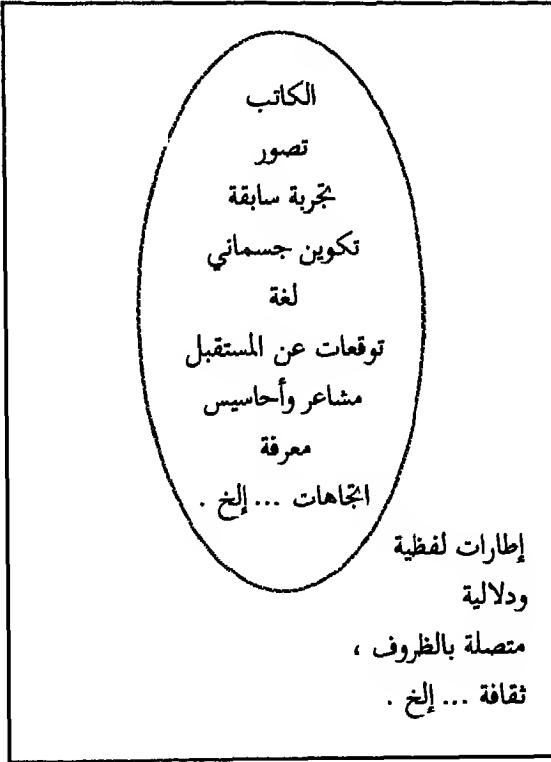 الكاتب
تصور
تجربة سابقة
تكوين جسماني
لغة
توقعات عن المستقبل
مشاعر وأحاسيس
معرفة
اتجاهات ... إلخ .
إطارات لفظية
ودلالية
متصلة بالظروف ،
ثقافة ... إلخ .